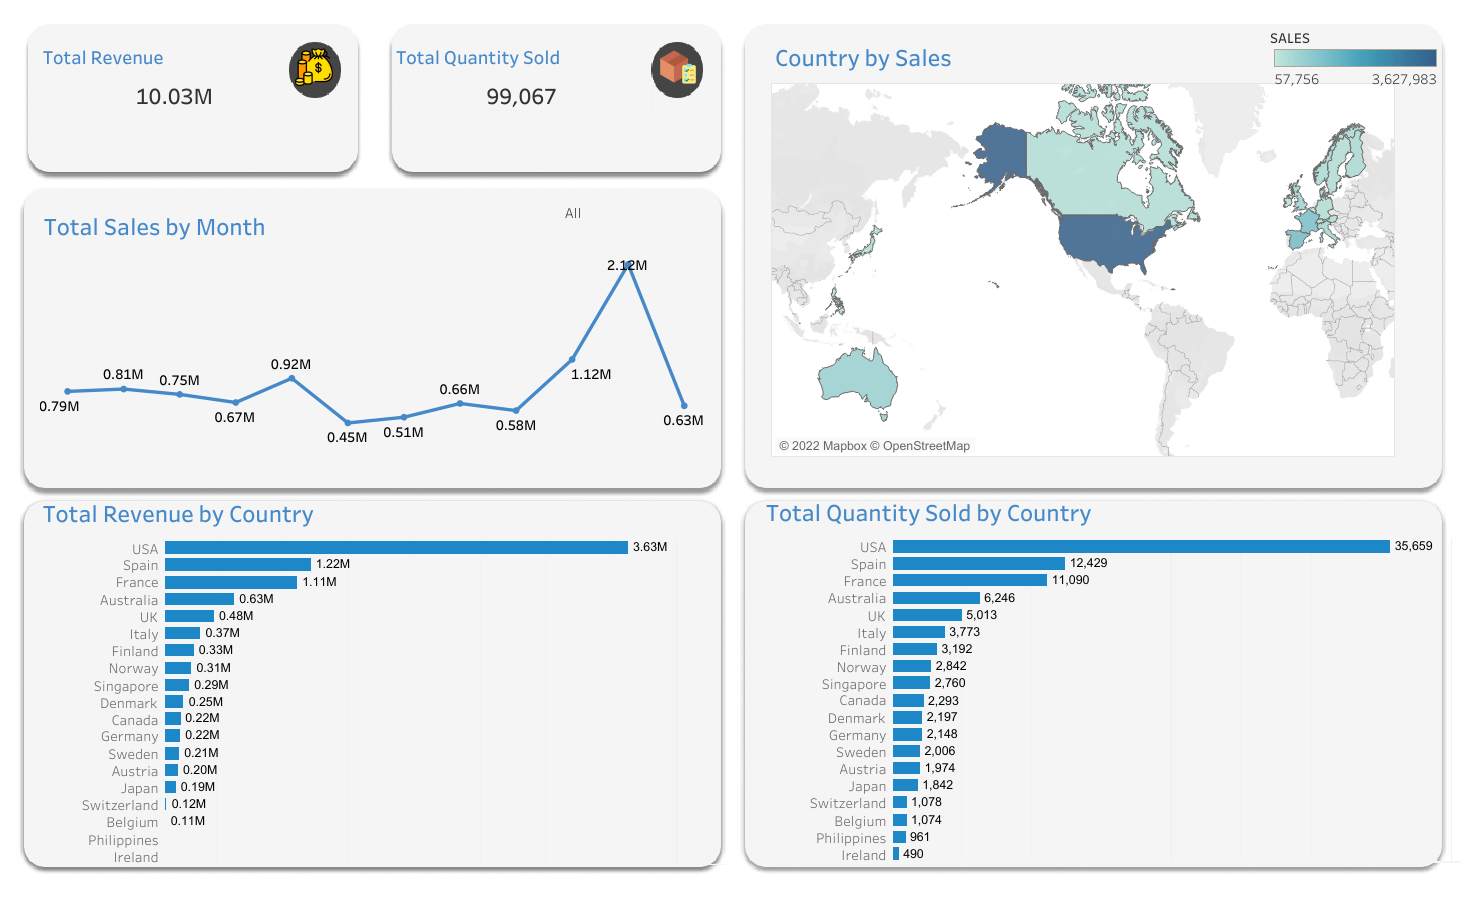 Total Revenue
10.03M
Total Quantity Sold
99,067
Total Sales by Month
All
0.79M
0.81M
0.75M
0.67M
0.92M
0.45M
0.51M
0.66M
0.58M
1.12M
2.12M
0.63M
Country by Sales
SALES
57,756 3,627,983
© 2022 Mapbox © OpenStreetMap
Total Revenue by Country
USA 3.63M
Spain 1.22M
France 1.11M
Australia 0.63M
UK 0.48M
Italy 0.37M
Finland 0.33M
Norway 0.31M
Singapore 0.29M
Denmark 0.25M
Canada 0.22M
Germany 0.22M
Sweden 0.21M
Austria 0.20M
Japan 0.19M
Switzerland 0.12M
Belgium 0.11M
Philippines
Ireland
Total Quantity Sold by Country
USA 35,659
Spain 12,429
France 11,090
Australia 6,246
UK 5,013
Italy 3,773
Finland 3,192
Norway 2,842
Singapore 2,760
Canada 2,293
Denmark 2,197
Germany 2,148
Sweden 2,006
Austria 1,974
Japan 1,842
Switzerland 1,078
Belgium 1,074
Philippines 961
Ireland 490